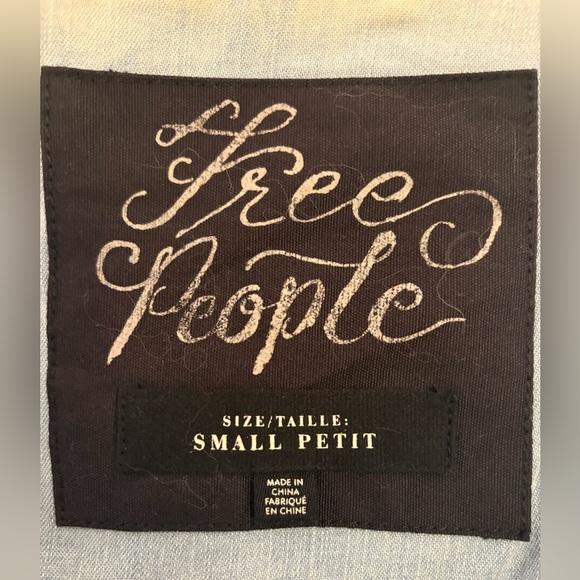 Free
People
SIZE/TAILLE:
SMALL PETIT
MADE IN
CHINA
FABRIQUÉ
EN CHINE